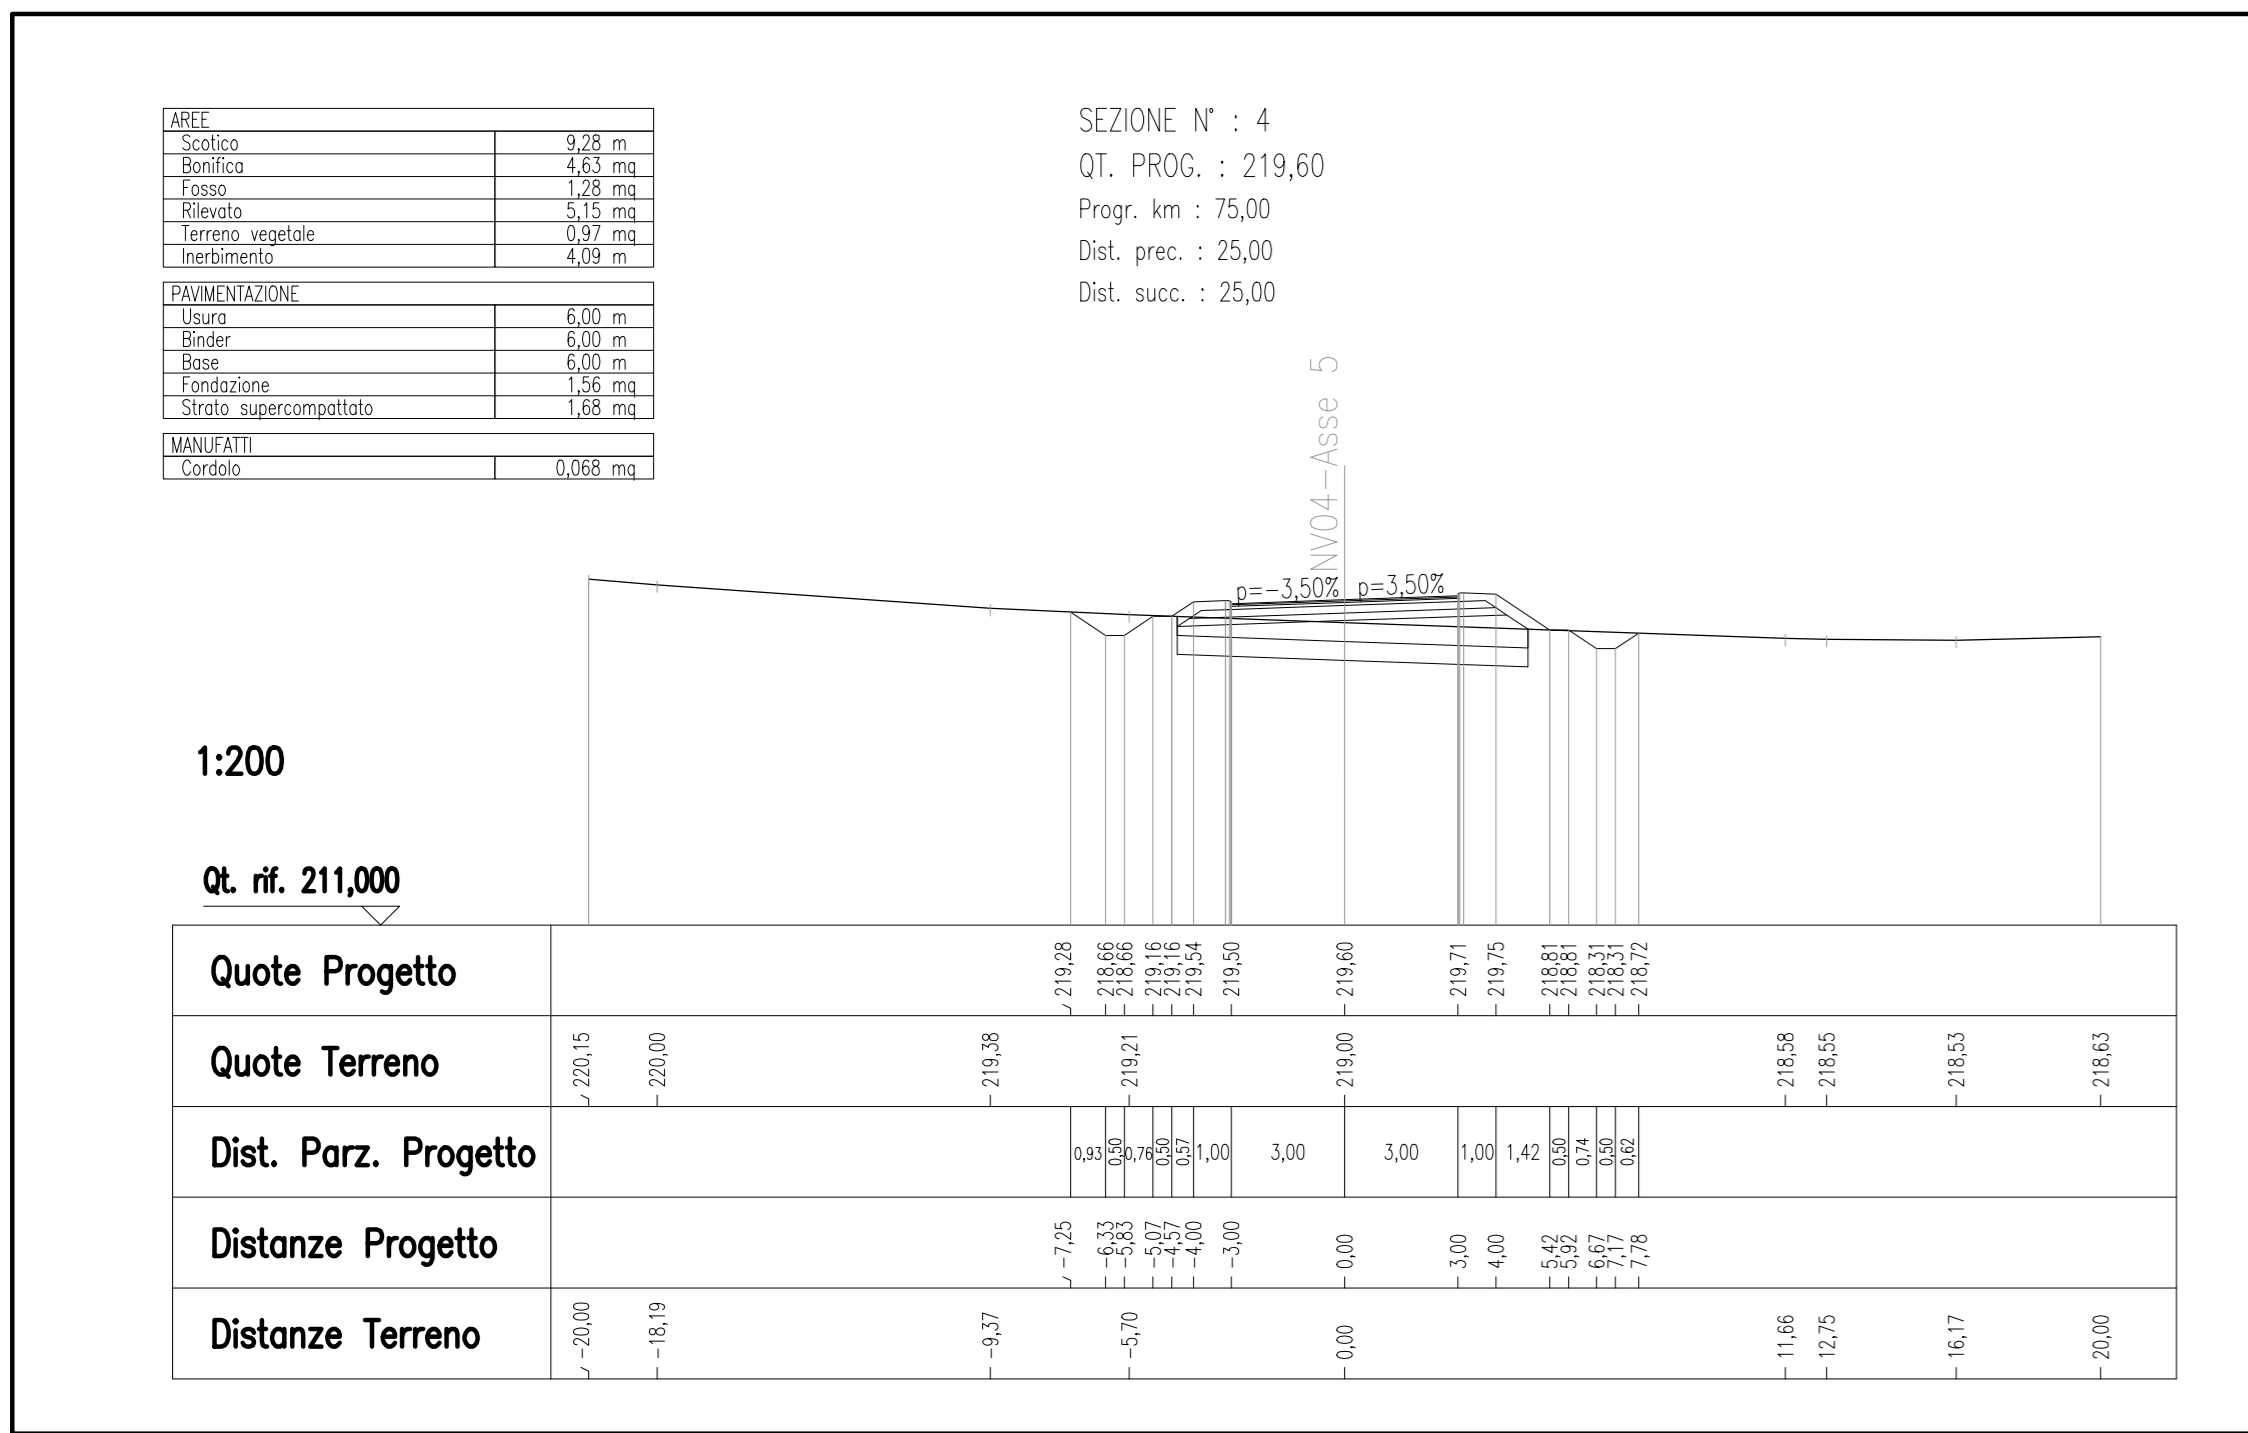 AREE
Scotico 9,28 m
Bonifica 4,63 mq
Fosso 1,28 mq
Rilevato 5,15 mq
Terreno vegetale 0,97 mq
Inerbimento 4,09 m
PAVIMENTAZIONE
Usura 6,00 m
Binder 6,00 m
Base 6,00 m
Fondazione 1,56 mq
Strato supercompattato 1,68 mq
MANUFATTI
Cordolo 0,068 mq
SEZIONE N° : 4
QT. PROG. : 219,60
Progr. km : 75,00
Dist. prec. : 25,00
Dist. succ. : 25,00
NV04-Asse 5
p=-3,50% p=3,50%
1:200
Qt. rif. 211,000
Quote Progetto 219,28 218,66 218,66 219,16 219,16 219,54 219,50 219,60 219,71 219,75 218,81 218,81 218,31 218,31 218,72
Quote Terreno 220,15 220,00 219,38 219,21 219,00 218,58 218,55 218,53 218,63
Dist. Parz. Progetto 0,93 0,50 0,76 0,50 0,57 1,00 3,00 3,00 1,00 1,42 0,50 0,74 0,50 0,62
Distanze Progetto -7,25 -6,33 -5,83 -5,07 -4,57 -4,00 -3,00 0,00 3,00 4,00 5,42 5,92 6,67 7,17 7,78
Distanze Terreno -20,00 -18,19 -9,37 -5,70 0,00 11,66 12,75 16,17 20,00